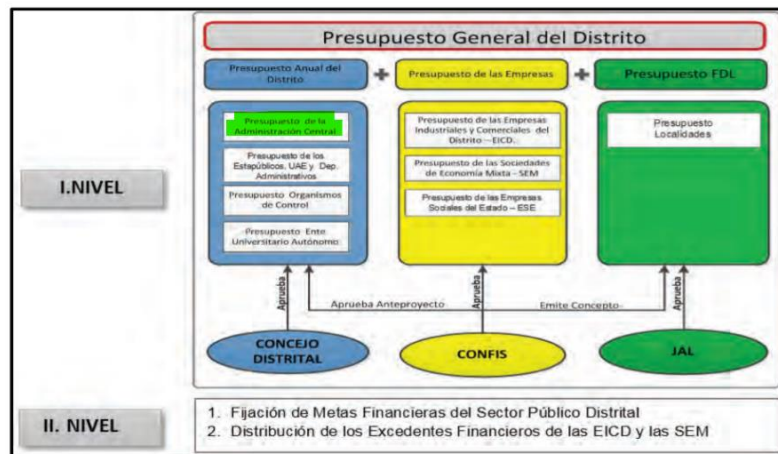 Presupuesto General del Distrito
Presupuesto Anual del
Distrito
+
Presupuesto de las Empresas
+
Presupuesto FDL
I.NIVEL
Presupuesto de la
Administración Central
Presupuesto de los
Estapúblicos, UAE y Dep.
Administrativos
Presupuesto Organismos
de Control
Presupuesto Ente
Universitario Autónomo
Presupuesto de las Empresas
Industriales y Comerciales del
Distrito – EICD.
Presupuesto de las Sociedades
de Economía Mixta - SEM
Presupuesto de las Empresas
Sociales del Estado – ESE
Presupuesto
Localidades
Aprueba
Aprueba Anteproyecto
Aprueba
Emite Concepto
Aprueba
CONCEJO
DISTRITAL
CONFIS
JAL
II. NIVEL
1. Fijación de Metas Financieras del Sector Público Distrital
2. Distribución de los Excedentes Financieros de las EICD y las SEM